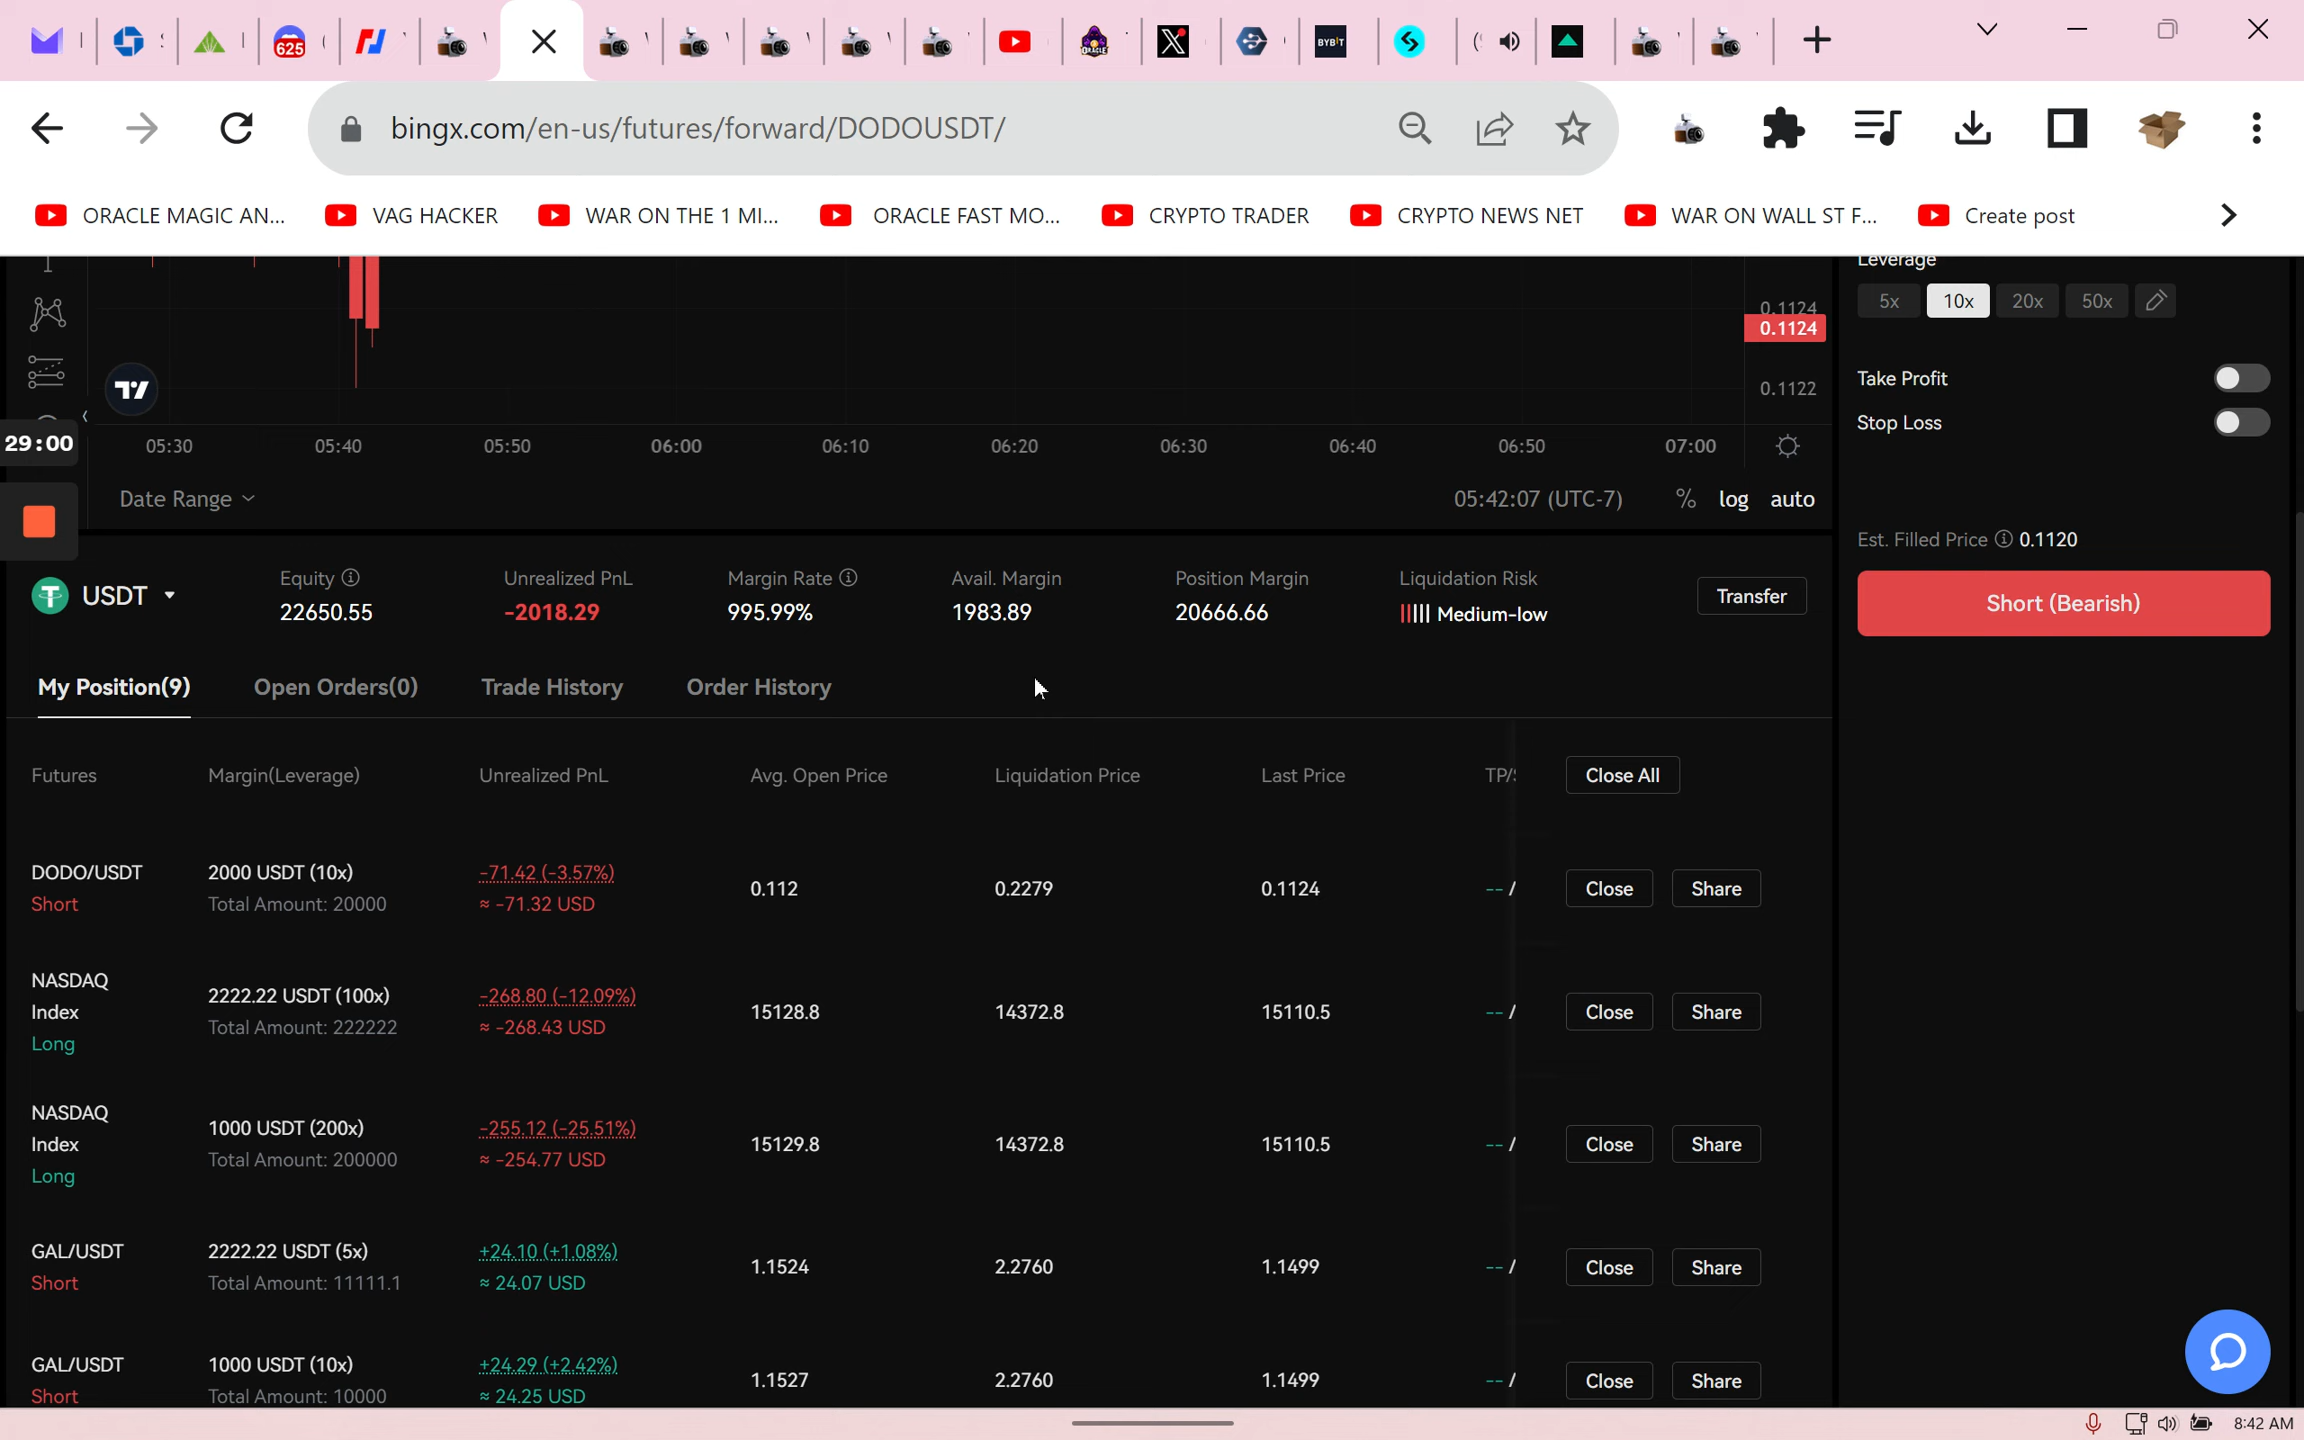 625
ORACLE
BYBIT
bingx.com/en-us/futures/forward/DODOUSDT/
ORACLE MAGIC AN...
VAG HACKER
WAR ON THE 1 MI...
ORACLE FAST MO...
CRYPTO TRADER
CRYPTO NEWS NET
WAR ON WALL ST F...
Create post
Leverage
5x 10x 20x 50x
0.1124
0.1124
0.1122
Take Profit
Stop Loss
29:00
05:30 05:40 05:50 06:00 06:10 06:20 06:30 06:40 06:50 07:00
Date Range
05:42:07 (UTC-7) % log auto
Est. Filled Price 0.1120
Short (Bearish)
USDT
Equity Unrealized PnL Margin Rate Avail. Margin Position Margin Liquidation Risk
22650.55 -2018.29 995.99% 1983.89 20666.66 Medium-low
Transfer
My Position(9) Open Orders(0) Trade History Order History
Futures Margin(Leverage) Unrealized PnL Avg. Open Price Liquidation Price Last Price Close All
DODO/USDT 2000 USDT (10x) -71.42 (-3.57%) 0.112 0.2279 0.1124 -- / Close Share
Short Total Amount: 20000 ≈ -71.32 USD
NASDAQ
Index 2222.22 USDT (100x) -268.80 (-12.09%) 15128.8 14372.8 15110.5 -- / Close Share
Long Total Amount: 222222 ≈ -268.43 USD
NASDAQ
Index 1000 USDT (200x) -255.12 (-25.51%) 15129.8 14372.8 15110.5 -- / Close Share
Long Total Amount: 200000 ≈ -254.77 USD
GAL/USDT 2222.22 USDT (5x) +24.10 (+1.08%) 1.1524 2.2760 1.1499 -- / Close Share
Short Total Amount: 11111.1 ≈ 24.07 USD
GAL/USDT 1000 USDT (10x) +24.29 (+2.42%) 1.1527 2.2760 1.1499 -- / Close Share
Short Total Amount: 10000 ≈ 24.25 USD
8:42 AM